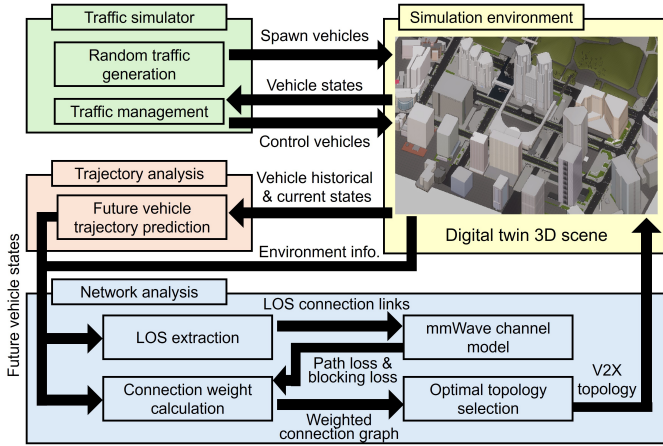 Traffic simulator
Simulation environment
Random traffic
generation
Spawn vehicles
Vehicle states
Traffic management
Control vehicles
Trajectory analysis
Vehicle historical
& current states
Future vehicle
trajectory prediction
Digital twin 3D scene
Environment info.
Future vehicle states
Network analysis
LOS connection links
LOS extraction
mmWave channel
model
Path loss &
blocking loss
V2X
topology
Connection weight
calculation
Optimal topology
selection
Weighted
connection graph